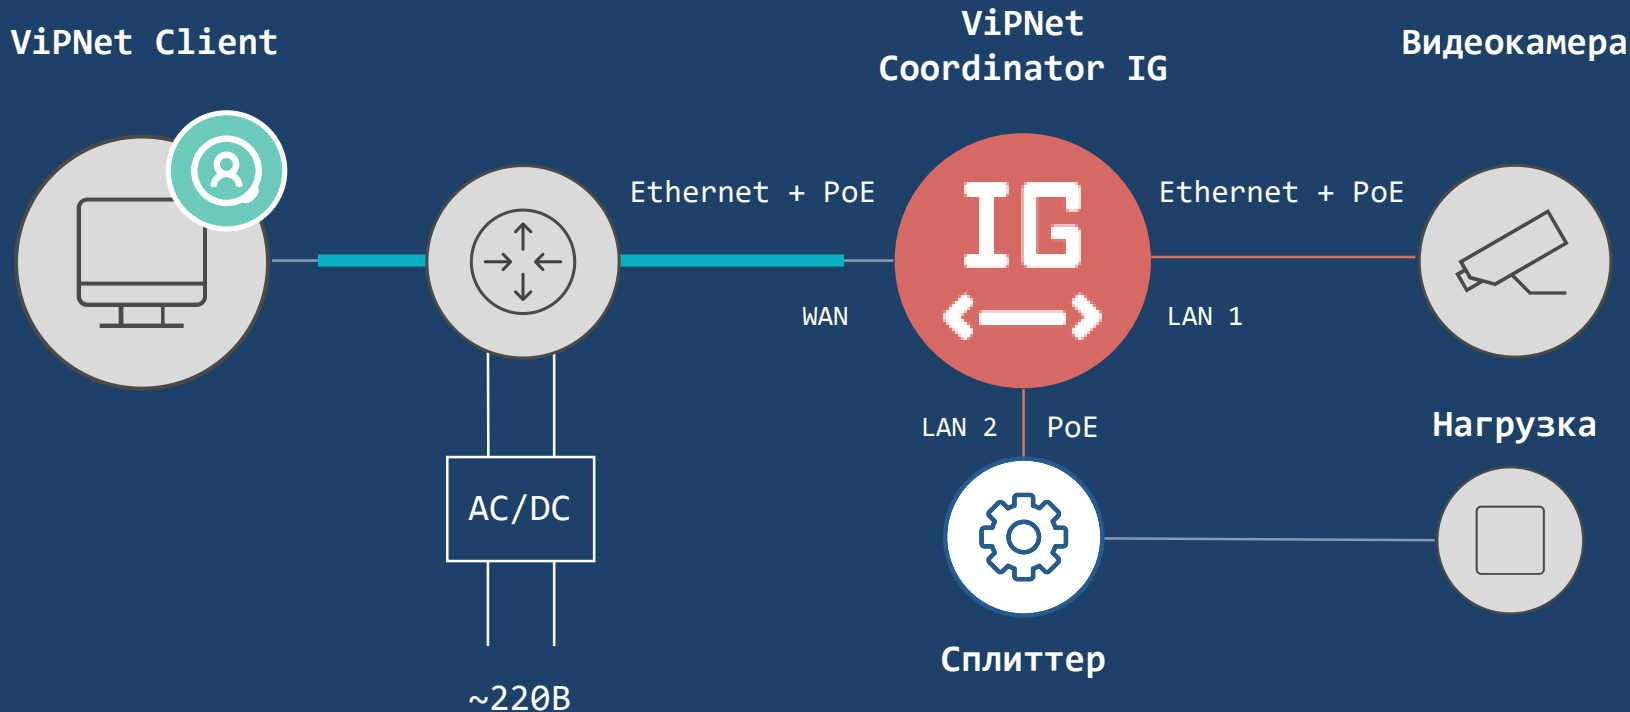 ViPNet Client
ViPNet
Coordinator IG
Видеокамера
Ethernet + PoE
IG
Ethernet + PoE
WAN
LAN 1
LAN 2
PoE
Нагрузка
AC/DC
Сплиттер
~220В